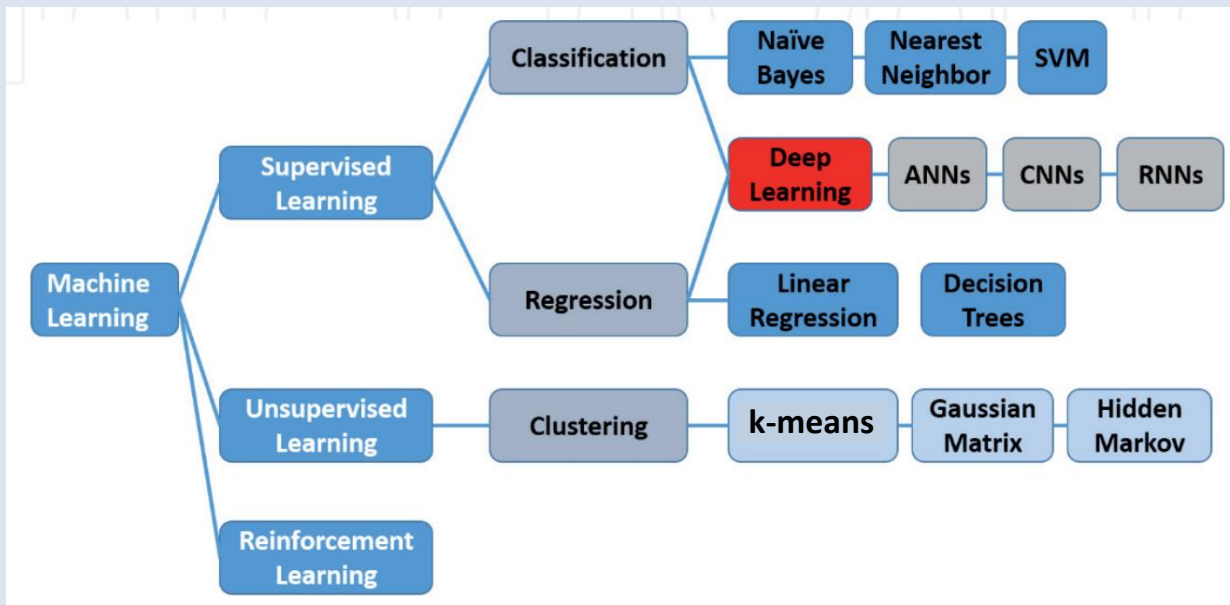 Classification
Naïve
Bayes
Nearest
Neighbor
SVM
Supervised
Learning
Deep
Learning
ANNs
CNNs
RNNs
Machine
Learning
Regression
Linear
Regression
Decision
Trees
Unsupervised
Learning
Clustering
k-means
Gaussian
Matrix
Hidden
Markov
Reinforcement
Learning